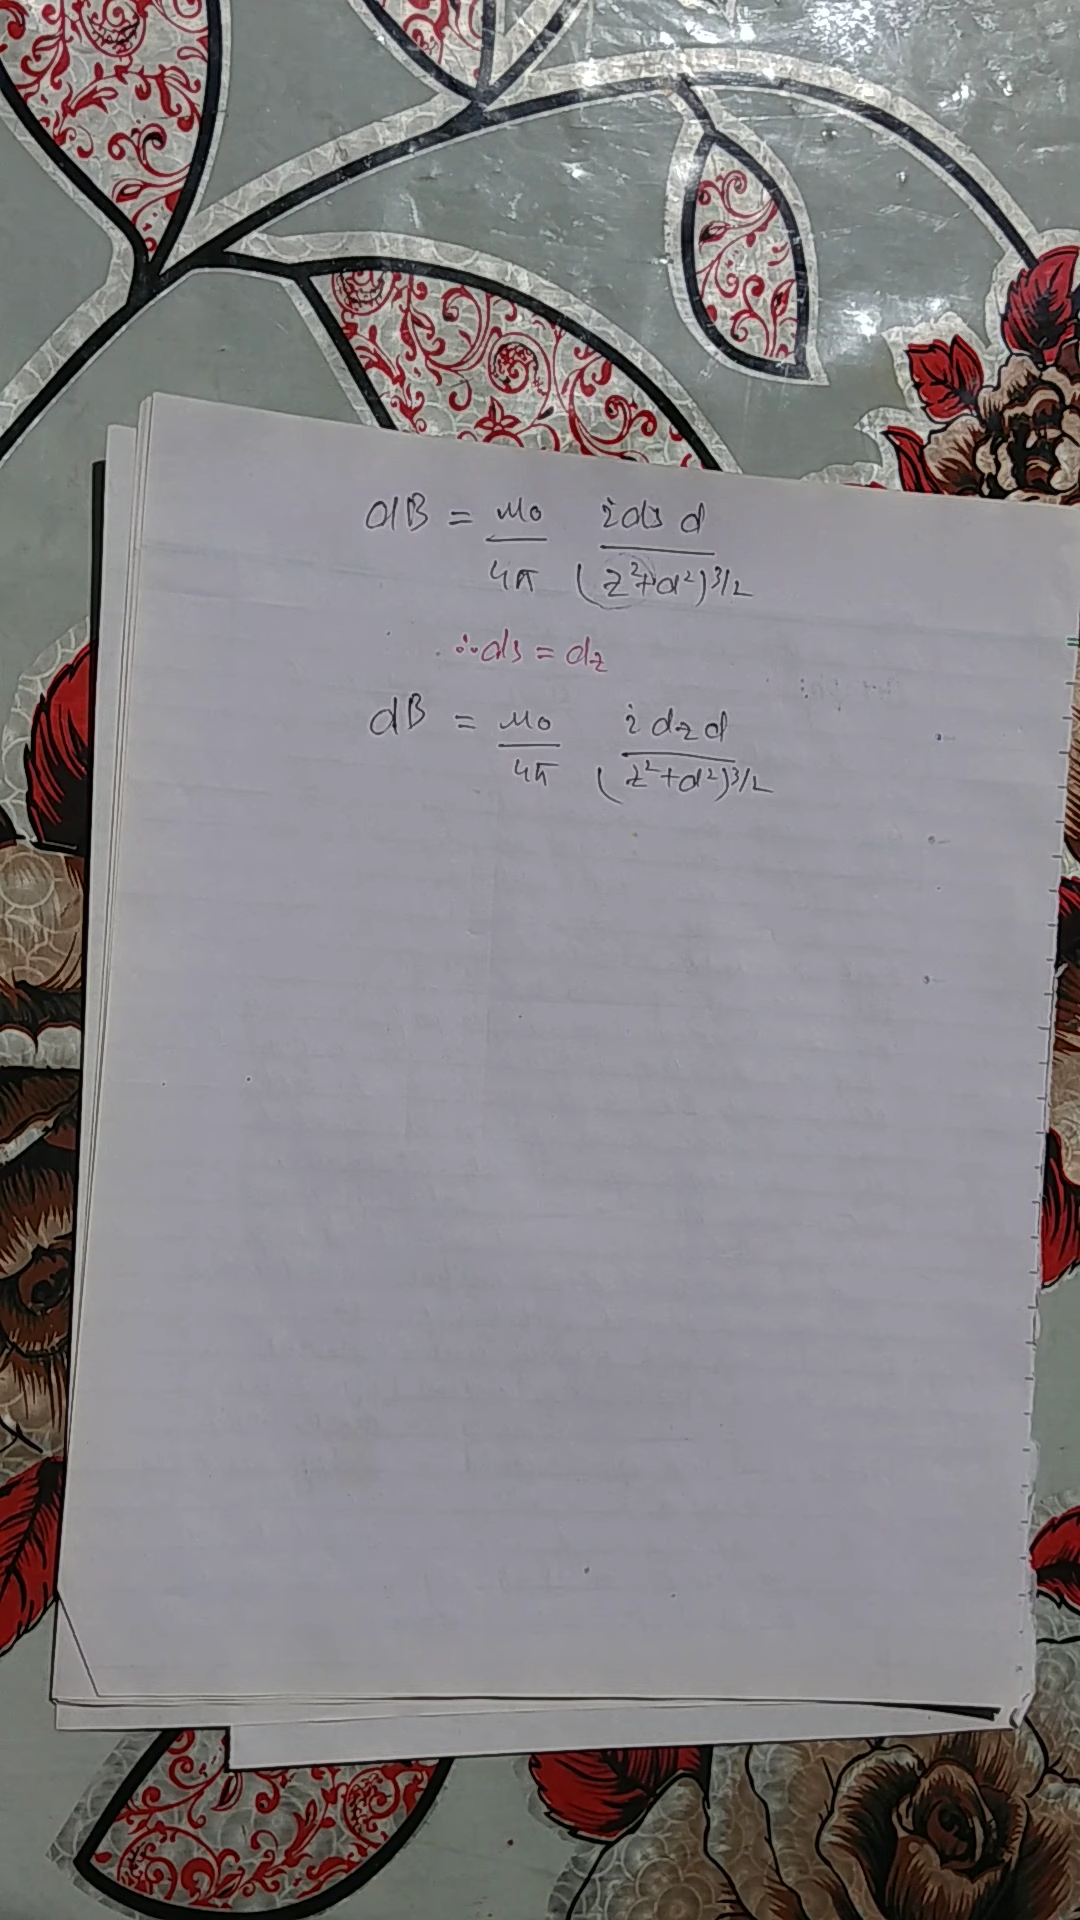 dB = μ0/4π i ds d/(z²+d²)3/2
∴ ds = dz
dB = μ0/4π i dz d/(z²+d²)3/2